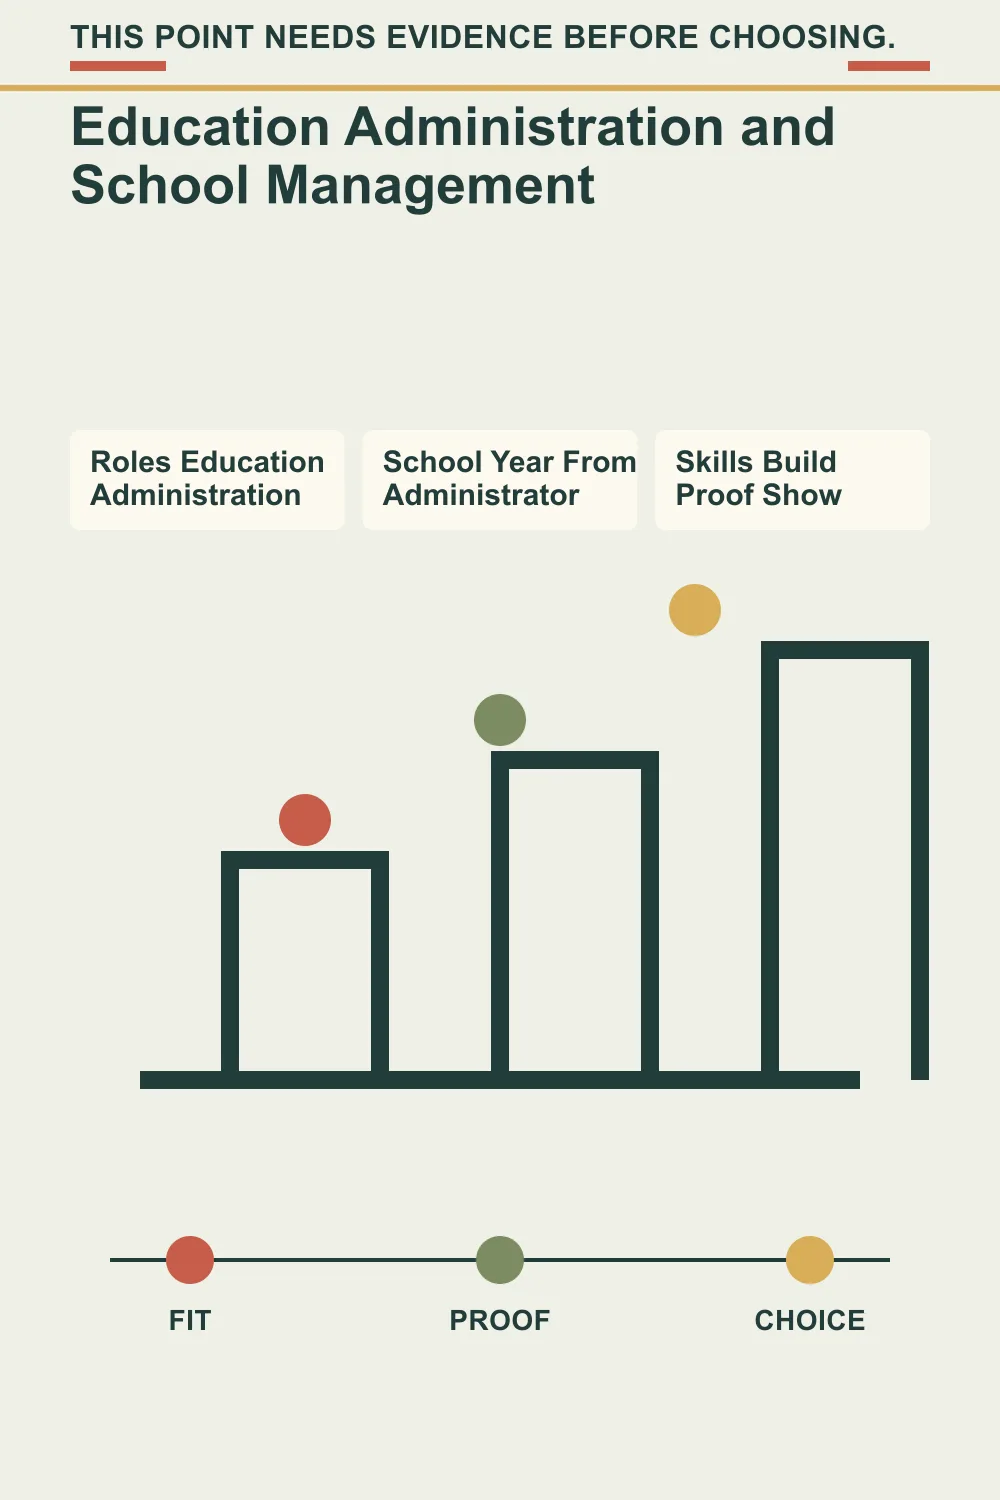 THIS POINT NEEDS EVIDENCE BEFORE CHOOSING.
Education Administration and
School Management
Roles Education
Administration
School Year From
Administrator
Skills Build
Proof Show
FIT
PROOF
CHOICE